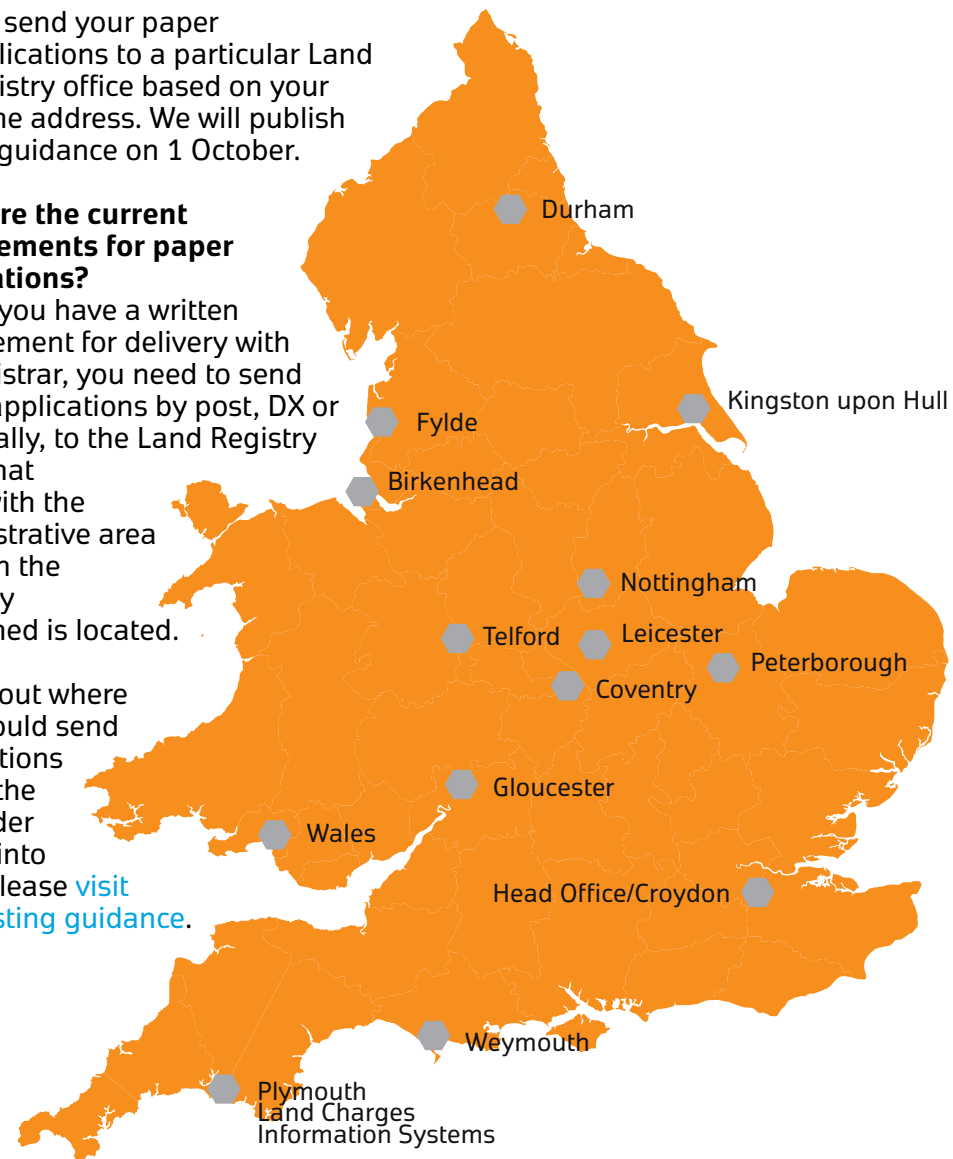 send your paper
lications to a particular Land
istry office based on your
ne address. We will publish
guidance on 1 October.
re the current
ements for paper
ations?
you have a written
ement for delivery with
istrar, you need to send
applications by post, DX or
ally, to the Land Registry
hat
with the
strative area
n the
y
ned is located.
out where
ould send
tions
the
der
into
lease visit
sting guidance.
Durham
Kingston upon Hull
Fylde
Birkenhead
Nottingham
Telford
Leicester
Peterborough
Coventry
Gloucester
Wales
Head Office/Croydon
Weymouth
Plymouth
Land Charges
Information Systems